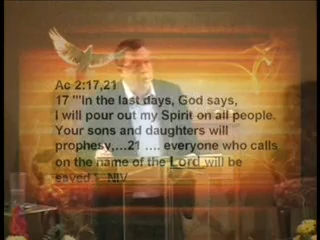 Ac 2:17,21
17 "'In the last days, God says,
I will pour out my Spirit on all people.
Your sons and daughters will
prophesy,...21 .... everyone who calls
on the name of the Lord will be
saved.' NIV